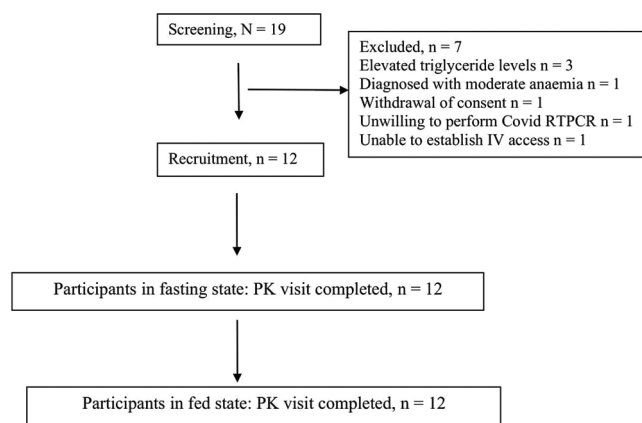 Screening, N = 19
Excluded, n = 7
Elevated triglyceride levels n = 3
Diagnosed with moderate anaemia n = 1
Withdrawal of consent n = 1
Unwilling to perform Covid RTPCR n = 1
Unable to establish IV access n = 1
Recruitment, n = 12
Participants in fasting state: PK visit completed, n = 12
Participants in fed state: PK visit completed, n = 12